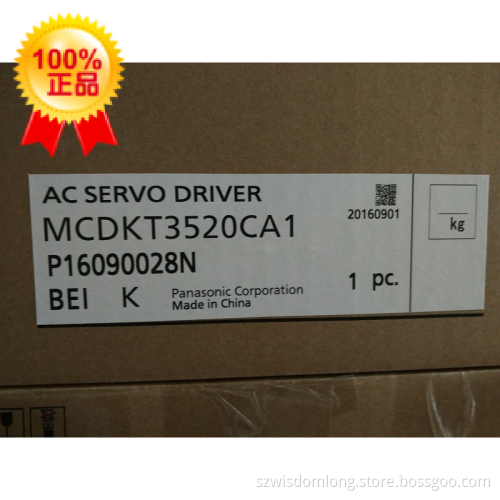 100%
正品
AC SERVO DRIVER
MCDKT3520CA1
20160901
kg
P16090028N
BEI K
Panasonic Corporation
Made in China
1 pc.
szwisdomlong.store.bossgoo.com